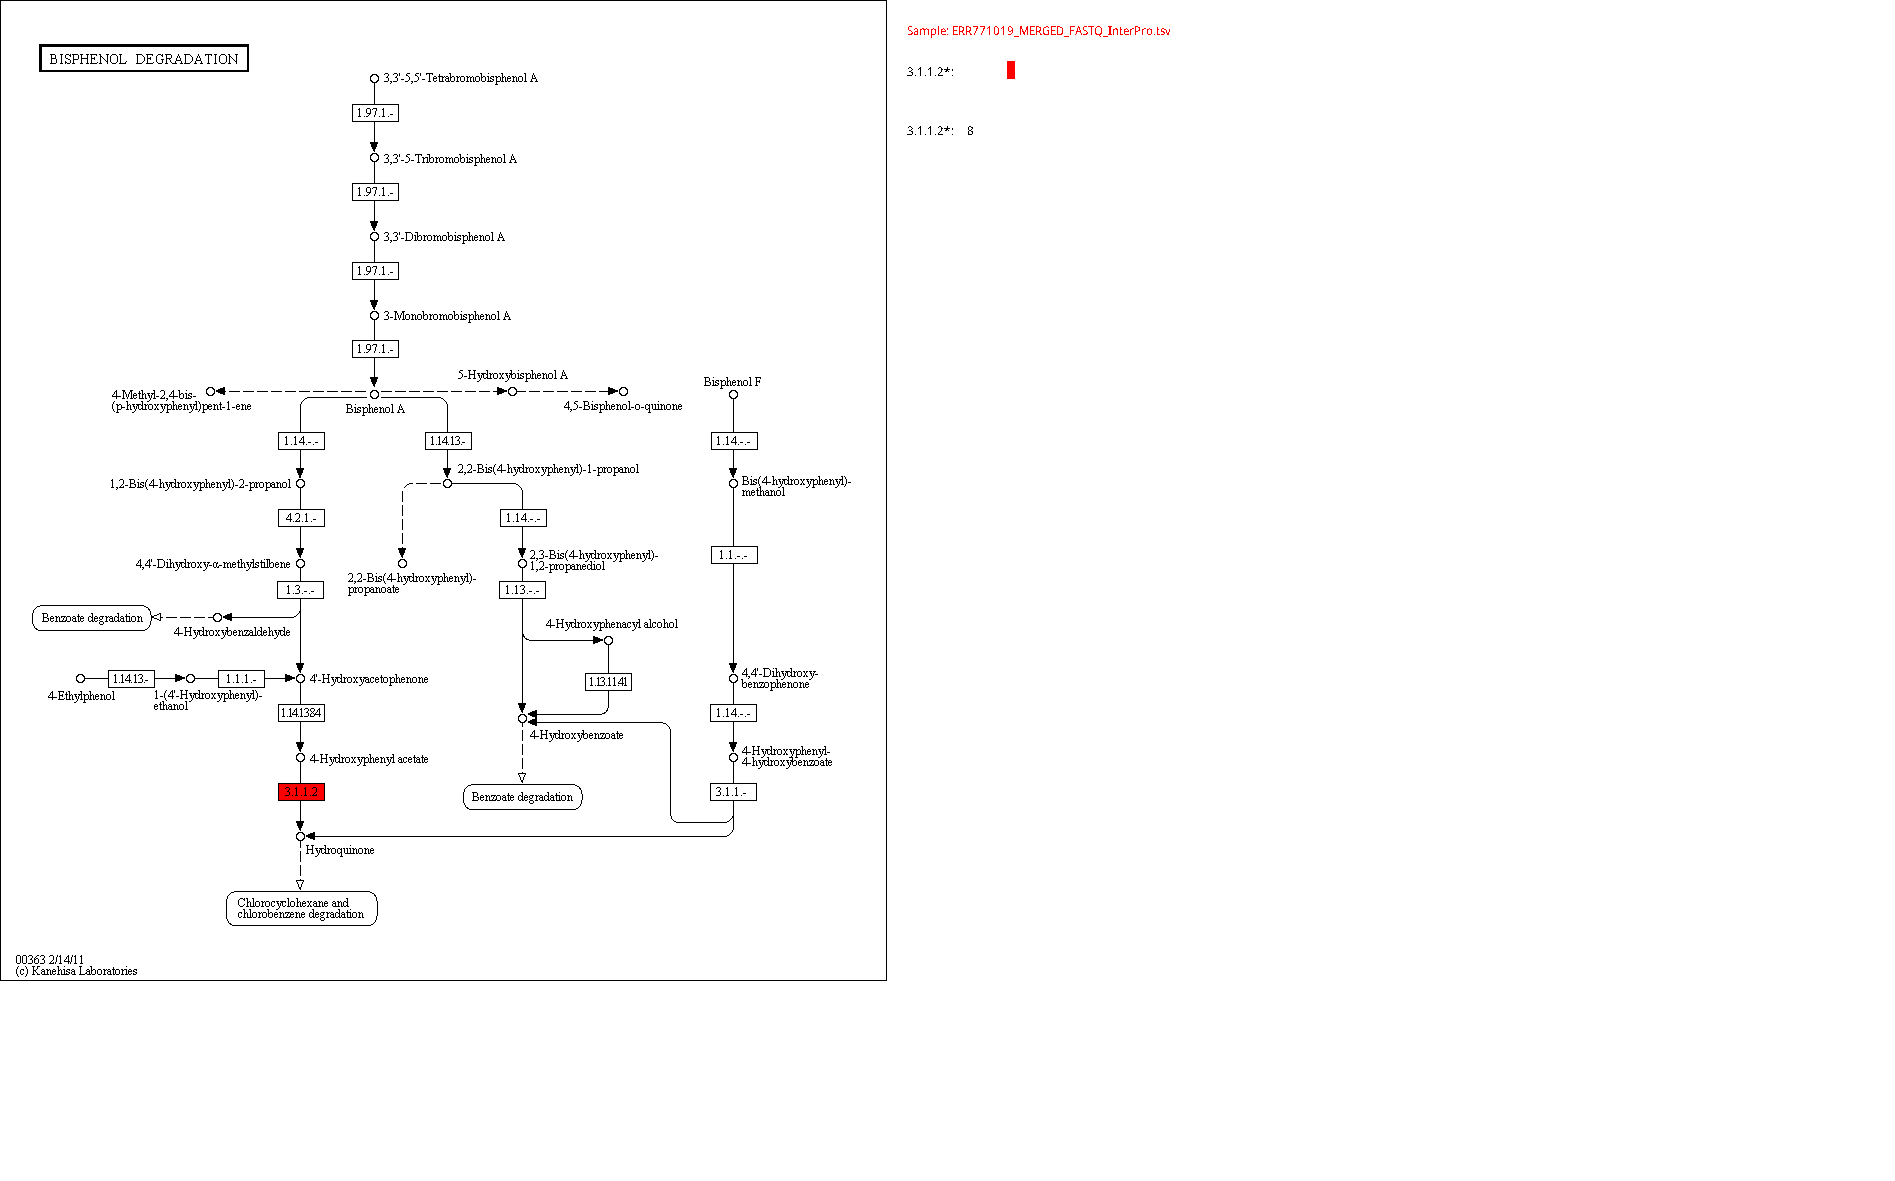 BISPHENOL DEGRADATION
3,3'-5,5'-Tetrabromobisphenol A
1.97.1.-
3,3'-5-Tribromobisphenol A
1.97.1.-
3,3'-Dibromobisphenol A
1.97.1.-
3-Monobromobisphenol A
1.97.1.-
5-Hydroxybisphenol A
Bisphenol F
4-Methyl-2,4-bis-
(p-hydroxyphenyl)pent-1-ene
Bisphenol A
4,5-Bisphenol-o-quinone
1.14.-.-
1.14.13.-
1.14.-.-
2,2-Bis(4-hydroxyphenyl)-1-propanol
1,2-Bis(4-hydroxyphenyl)-2-propanol
Bis(4-hydroxyphenyl)-
methanol
4.2.1.-
1.14.-.-
4,4'-Dihydroxy-α-methylstilbene
2,3-Bis(4-hydroxyphenyl)-
1,2-propanediol
1.1.-.-
2,2-Bis(4-hydroxyphenyl)-
propanoate
1.3.-.-
1.13.-.-
Benzoate degradation
4-Hydroxybenzaldehyde
4-Hydroxyphenacyl alcohol
4-Ethylphenol
1.14.13.-
1-(4'-Hydroxyphenyl)-
ethanol
1.1.1.-
4'-Hydroxyacetophenone
1.13.11.41
4,4'-Dihydroxy-
benzophenone
1.14.13.84
1.14.-.-
4-Hydroxybenzoate
4-Hydroxyphenyl acetate
4-Hydroxyphenyl-
4-hydroxybenzoate
3.1.1.2
Benzoate degradation
3.1.1.-
Hydroquinone
Chlorocyclohexane and
chlorobenzene degradation
00363 2/14/11
(c) Kanehisa Laboratories
Sample: ERR771019_MERGED_FASTQ_InterPro.tsv
3.1.1.2*:
3.1.1.2*: 8